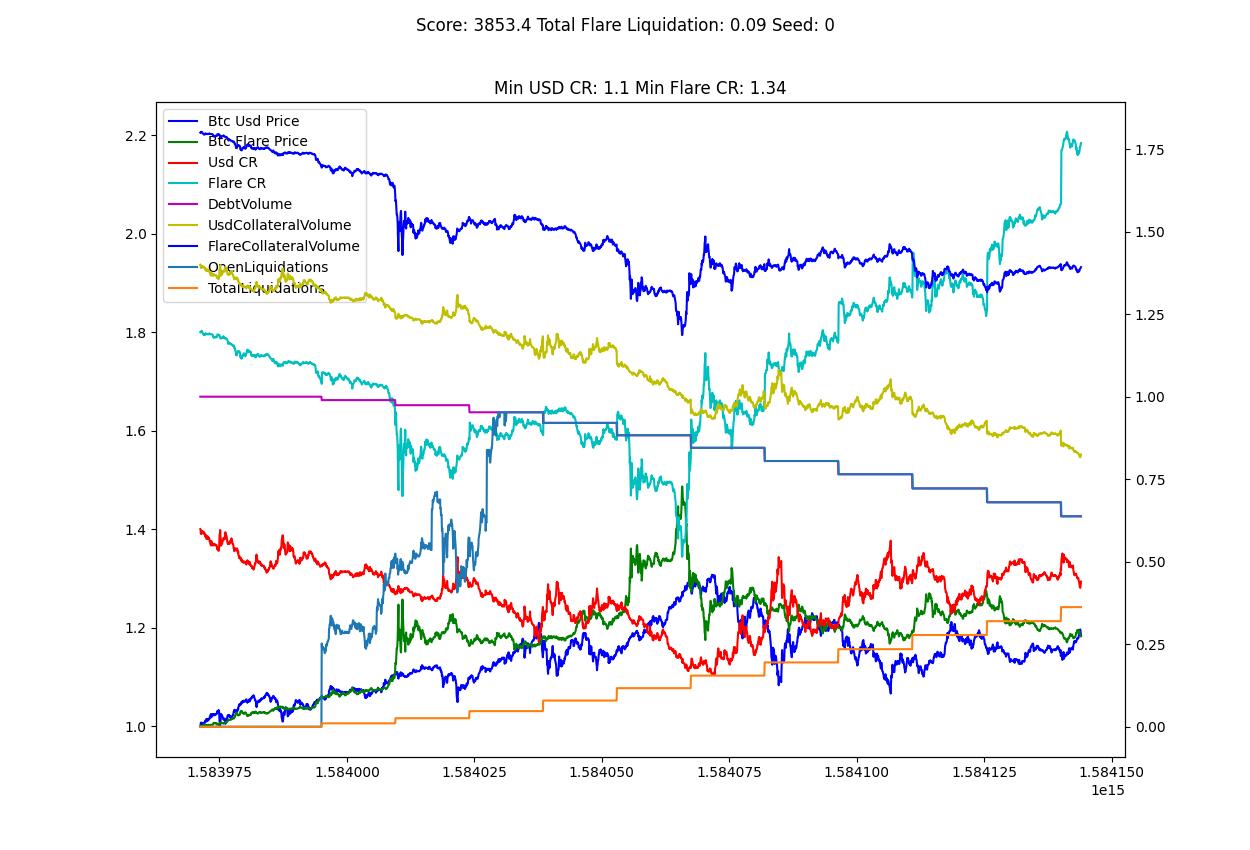 Score: 3853.4 Total Flare Liquidation: 0.09 Seed: 0
Min USD CR: 1.1 Min Flare CR: 1.34
Btc Usd Price
Btc Flare Price
Usd CR
Flare CR
DebtVolume
UsdCollateralVolume
FlareCollateralVolume
OpenLiquidations
TotalLiquidations
2.2
2.0
1.8
1.6
1.4
1.2
1.0
1.75
1.50
1.25
1.00
0.75
0.50
0.25
0.00
1.583975 1.584000 1.584025 1.584050 1.584075 1.584100 1.584125 1.584150
1e15